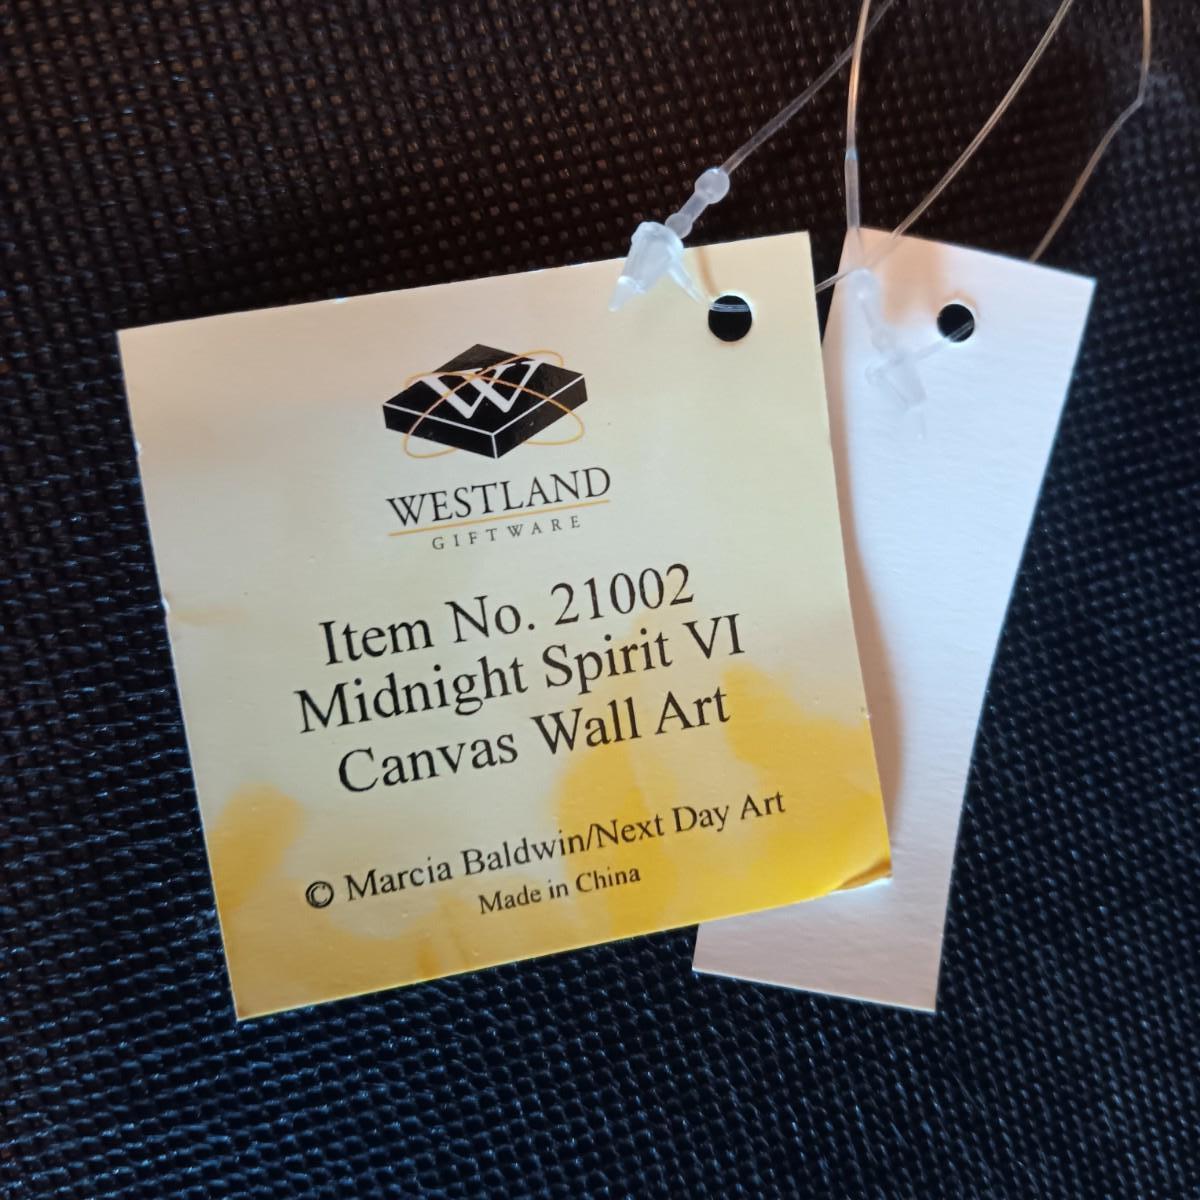 W
WESTLAND
GIFTWARE
Item No. 21002
Midnight Spirit VI
Canvas Wall Art
© Marcia Baldwin/Next Day Art
Made in China